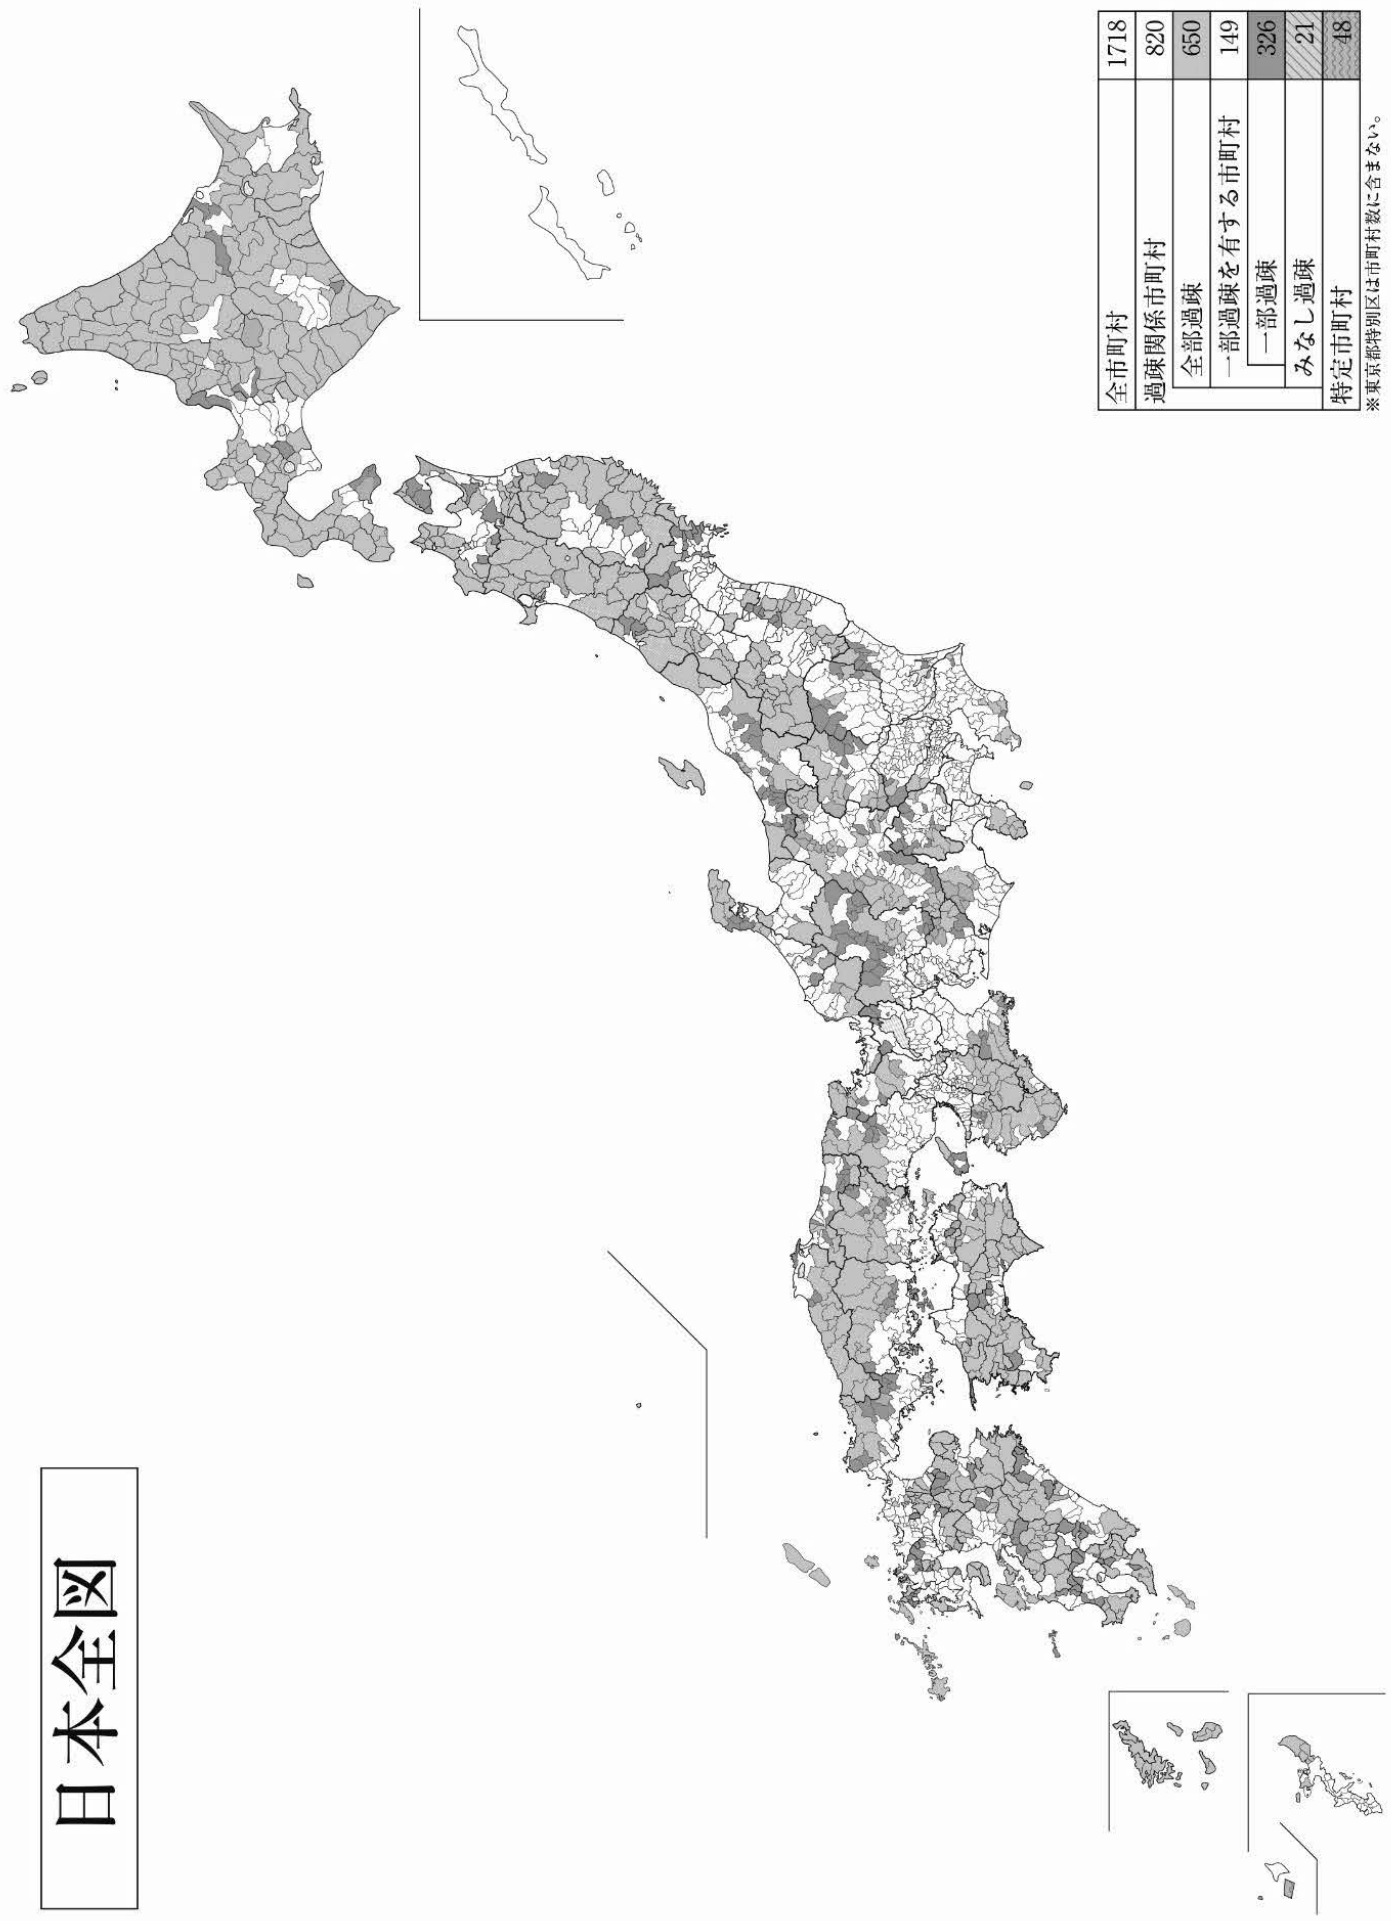 日本全図
全市町村 1718
過疎関係市町村 820
全部過疎 650
一部過疎を有する市町村 149
一部過疎 326
みなし過疎 21
特定市町村 48
※東京都特別区は市町村数に含まない。